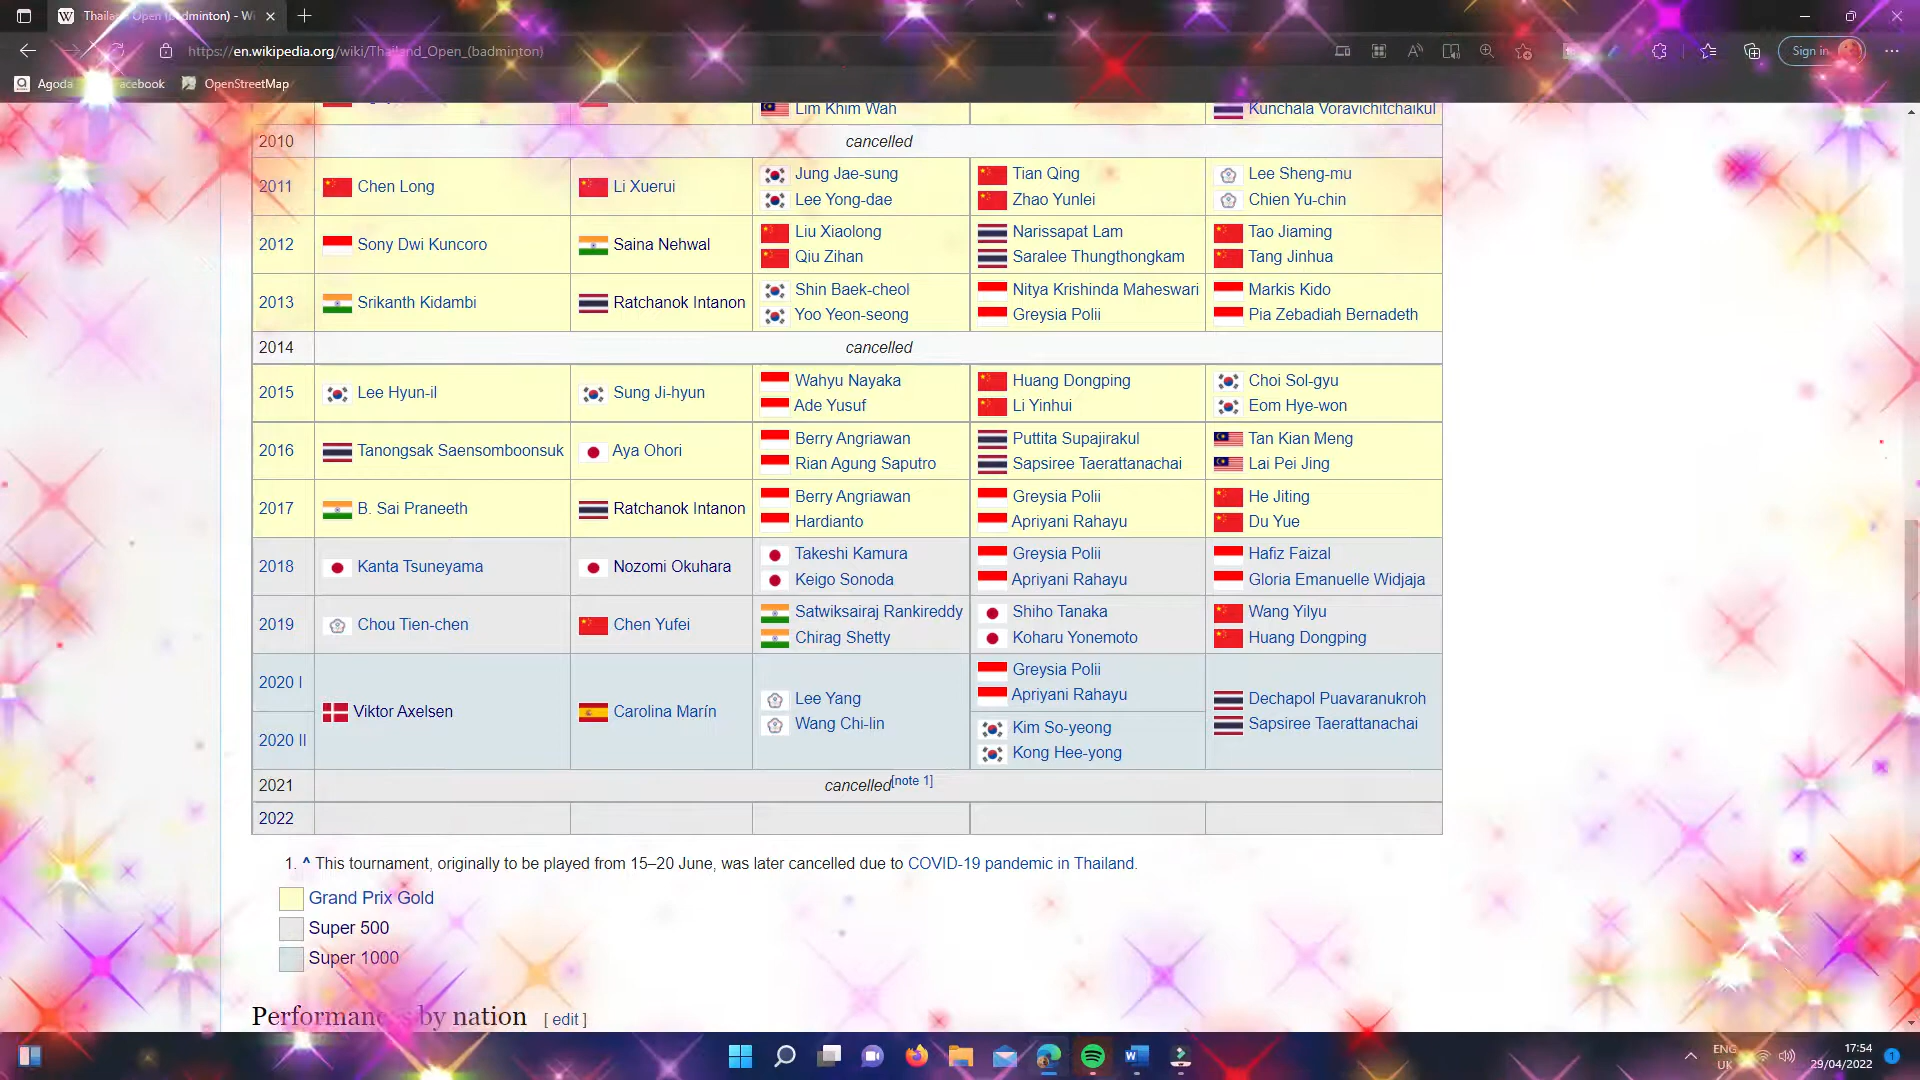 Thailand Open (badminton) - Wi
https://en.wikipedia.org/wiki/Thailand_Open_(badminton)
Sign in
Agoda
Facebook
OpenStreetMap
Lim Khim Wah
Kunchala Voravichitchaikul
2010
cancelled
2011
Chen Long
Li Xuerui
Jung Jae-sung
Lee Yong-dae
Tian Qing
Zhao Yunlei
Lee Sheng-mu
Chien Yu-chin
2012
Sony Dwi Kuncoro
Saina Nehwal
Liu Xiaolong
Qiu Zihan
Narissapat Lam
Saralee Thungthongkam
Tao Jiaming
Tang Jinhua
2013
Srikanth Kidambi
Ratchanok Intanon
Shin Baek-cheol
Yoo Yeon-seong
Nitya Krishinda Maheswari
Greysia Polii
Markis Kido
Pia Zebadiah Bernadeth
2014
cancelled
2015
Lee Hyun-il
Sung Ji-hyun
Wahyu Nayaka
Ade Yusuf
Huang Dongping
Li Yinhui
Choi Sol-gyu
Eom Hye-won
2016
Tanongsak Saensomboonsuk
Aya Ohori
Berry Angriawan
Rian Agung Saputro
Puttita Supajirakul
Sapsiree Taerattanachai
Tan Kian Meng
Lai Pei Jing
2017
B. Sai Praneeth
Ratchanok Intanon
Berry Angriawan
Hardianto
Greysia Polii
Apriyani Rahayu
He Jiting
Du Yue
2018
Kanta Tsuneyama
Nozomi Okuhara
Takeshi Kamura
Keigo Sonoda
Greysia Polii
Apriyani Rahayu
Hafiz Faizal
Gloria Emanuelle Widjaja
2019
Chou Tien-chen
Chen Yufei
Satwiksairaj Rankireddy
Chirag Shetty
Shiho Tanaka
Koharu Yonemoto
Wang Yilyu
Huang Dongping
2020 I
2020 II
Viktor Axelsen
Carolina Marín
Lee Yang
Wang Chi-lin
Greysia Polii
Apriyani Rahayu
Kim So-yeong
Kong Hee-yong
Dechapol Puavaranukroh
Sapsiree Taerattanachai
2021
cancelled[note 1]
2022
1. ^ This tournament, originally to be played from 15–20 June, was later cancelled due to COVID-19 pandemic in Thailand.
Grand Prix Gold
Super 500
Super 1000
Performances by nation [ edit ]
ENG
UK
17:54
29/04/2022
1